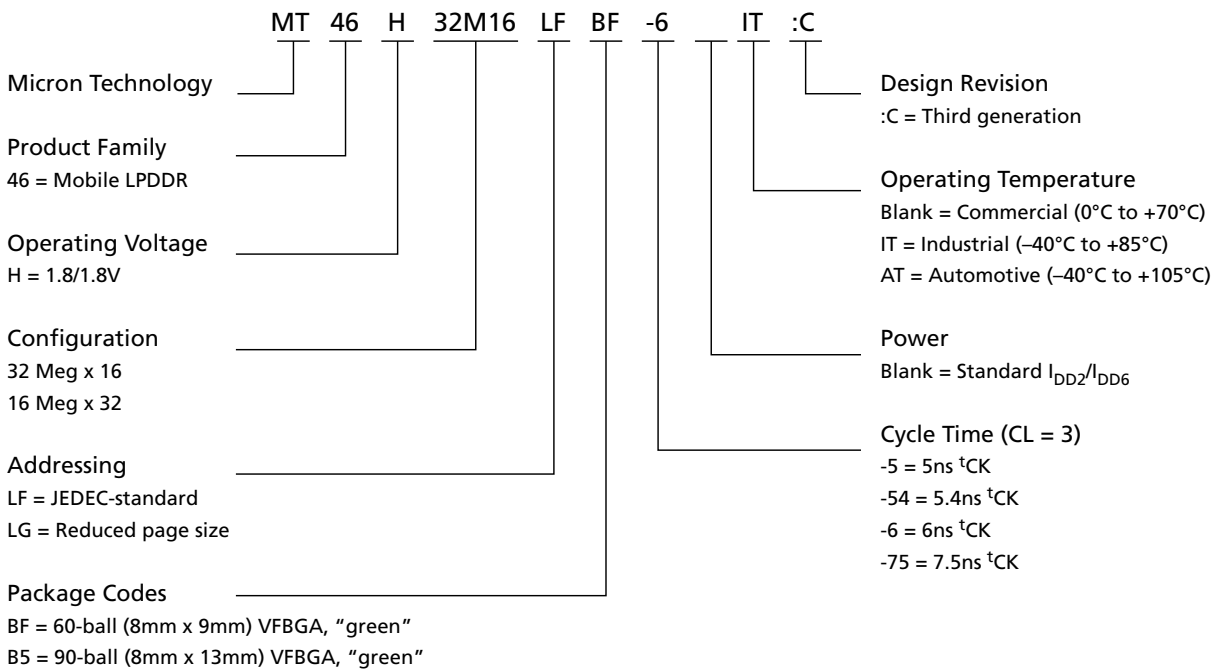 MT 46 H 32M16 LF BF -6 IT :C
Micron Technology
Product Family
46 = Mobile LPDDR
Operating Voltage
H = 1.8/1.8V
Configuration
32 Meg x 16
16 Meg x 32
Addressing
LF = JEDEC-standard
LG = Reduced page size
Package Codes
BF = 60-ball (8mm x 9mm) VFBGA, “green”
B5 = 90-ball (8mm x 13mm) VFBGA, “green”
Design Revision
:C = Third generation
Operating Temperature
Blank = Commercial (0°C to +70°C)
IT = Industrial (–40°C to +85°C)
AT = Automotive (–40°C to +105°C)
Power
Blank = Standard IDD2/IDD6
Cycle Time (CL = 3)
-5 = 5ns tCK
-54 = 5.4ns tCK
-6 = 6ns tCK
-75 = 7.5ns tCK